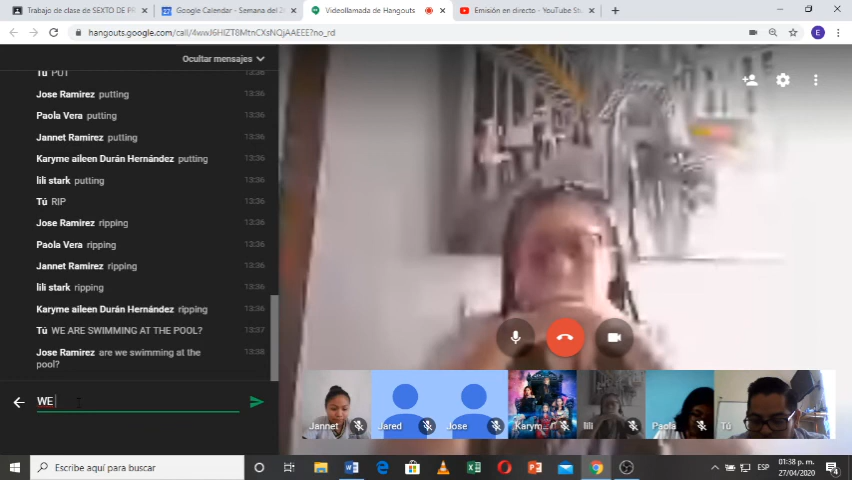 Trabajo de clase de SEXTO DE PR
Google Calendar - Semana del 2
Videollamada de Hangouts
Emisión en directo - YouTube St
hangouts.google.com/call/4wwJ6HIZT8MtnCXsNQjAAEEE?no_rd
E
Ocultar mensajes
Tú PUT 13:36
Jose Ramirez putting 13:36
Paola Vera putting 13:36
Jannet Ramirez putting 13:36
Karyme aileen Durán Hernández putting 13:36
lili stark putting 13:36
Tú RIP 13:36
Jose Ramirez ripping 13:36
Paola Vera ripping 13:36
Jannet Ramirez ripping 13:36
lili stark ripping 13:36
Karyme aileen Durán Hernández ripping 13:36
Tú WE ARE SWIMMING AT THE POOL? 13:37
Jose Ramirez are we swimming at the 13:38
pool?
WE
Jannet
Jared
Jose
Karym...
lili
Paola
Tú
Escribe aquí para buscar
ESP
01:38 p. m.
27/04/2020
4